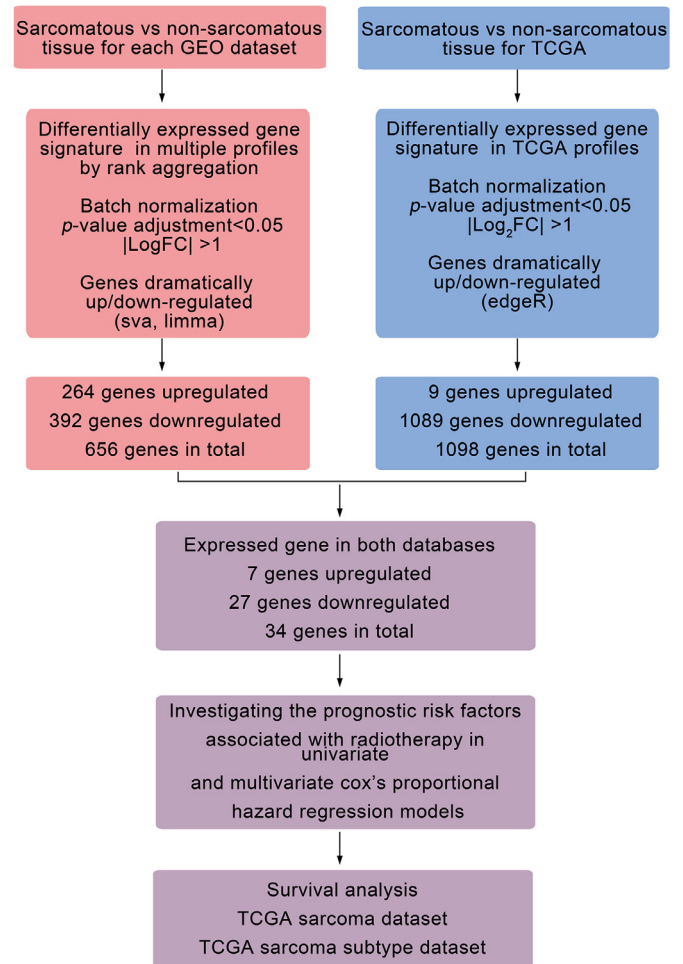 Sarcomatous vs non-sarcomatous
tissue for each GEO dataset
Differentially expressed gene
signature in multiple profiles
by rank aggregation
Batch normalization
p-value adjustment<0.05
|LogFC| >1
Genes dramatically
up/down-regulated
(sva, limma)
264 genes upregulated
392 genes downregulated
656 genes in total
Sarcomatous vs non-sarcomatous
tissue for TCGA
Differentially expressed gene
signature in TCGA profiles
Batch normalization
p-value adjustment<0.05
|Log₂FC| >1
Genes dramatically
up/down-regulated
(edgeR)
9 genes upregulated
1089 genes downregulated
1098 genes in total
Expressed gene in both databases
7 genes upregulated
27 genes downregulated
34 genes in total
Investigating the prognostic risk factors
associated with radiotherapy in
univariate
and multivariate cox's proportional
hazard regression models
Survival analysis
TCGA sarcoma dataset
TCGA sarcoma subtype dataset